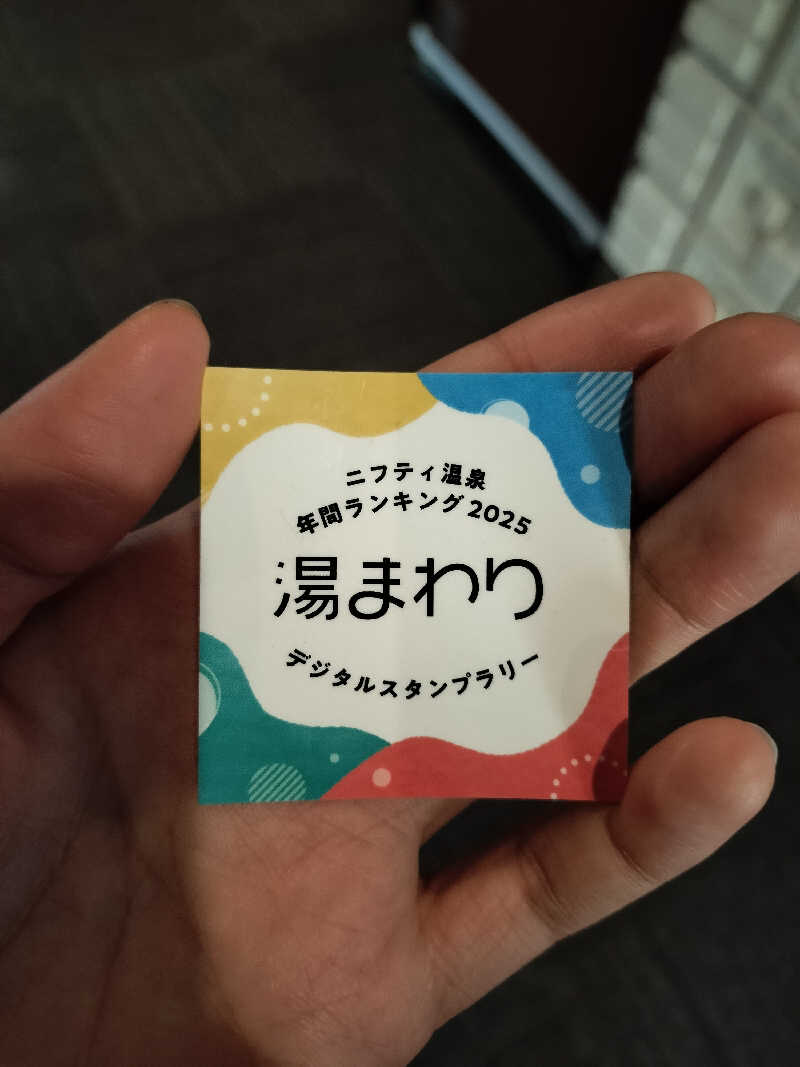 ニフティ温泉
年間ランキング2025
湯まわり
デジタルスタンプラリー